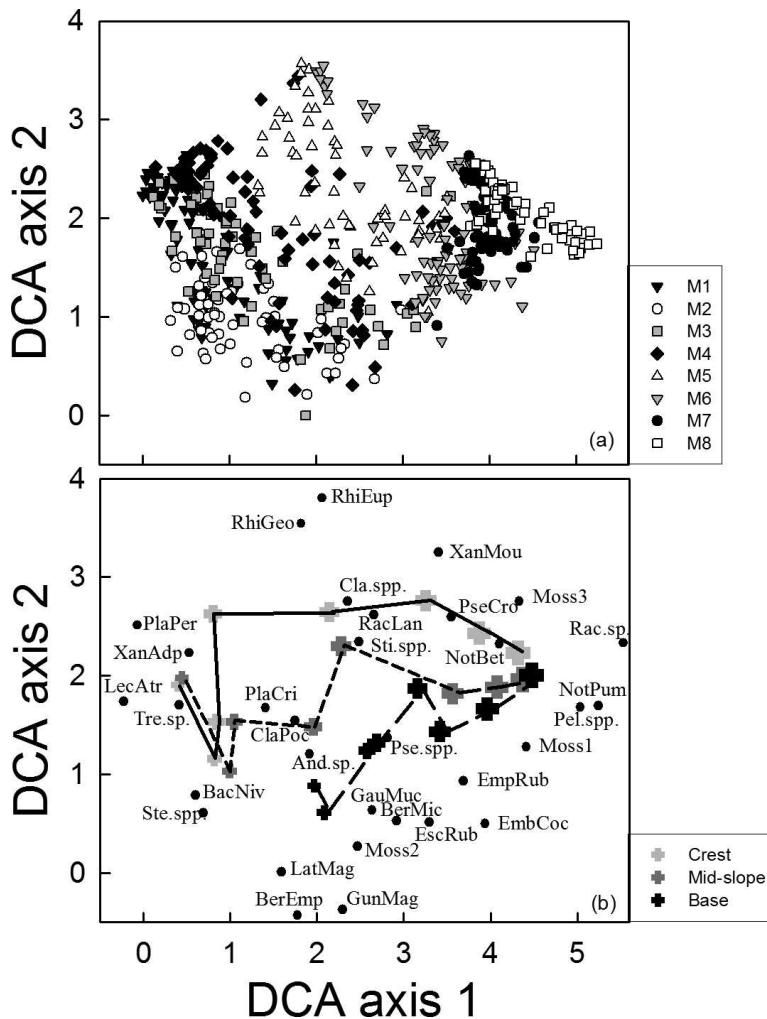 4
3
2
1
0
DCA axis 2
(a)
M1
M2
M3
M4
M5
M6
M7
M8
4
3
2
1
0
DCA axis 2
RhiEup
RhiGeo
XanMou
Cla.spp.
PseCro
Moss3
PlaPer
RacLan
Rac.sp.
XanAdp
Sti.spp.
NotBet
LecAtr
PlaCri
NotPum
Tre.sp.
ClaPoc
Pel.spp.
And.sp.
Pse.spp.
Moss1
BacNiv
EmpRub
Ste.spp
GauMuc
BerMic
EscRub
EmbCoc
Moss2
LatMag
BerEmp
GunMag
(b)
Crest
Mid-slope
Base
0 1 2 3 4 5
DCA axis 1